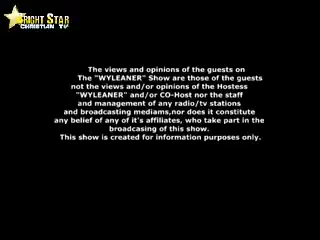 Bright Star
CHRISTIAN TV
The views and opinions of the guests on
The "WYLEANER" Show are those of the guests
not the views and/or opinions of the Hostess
"WYLEANER" and/or CO-Host nor the staff
and management of any radio/tv stations
and broadcasting mediams,nor does it constitute
any belief of any of it's affiliates, who take part in the
broadcasing of this show.
This show is created for information purposes only.